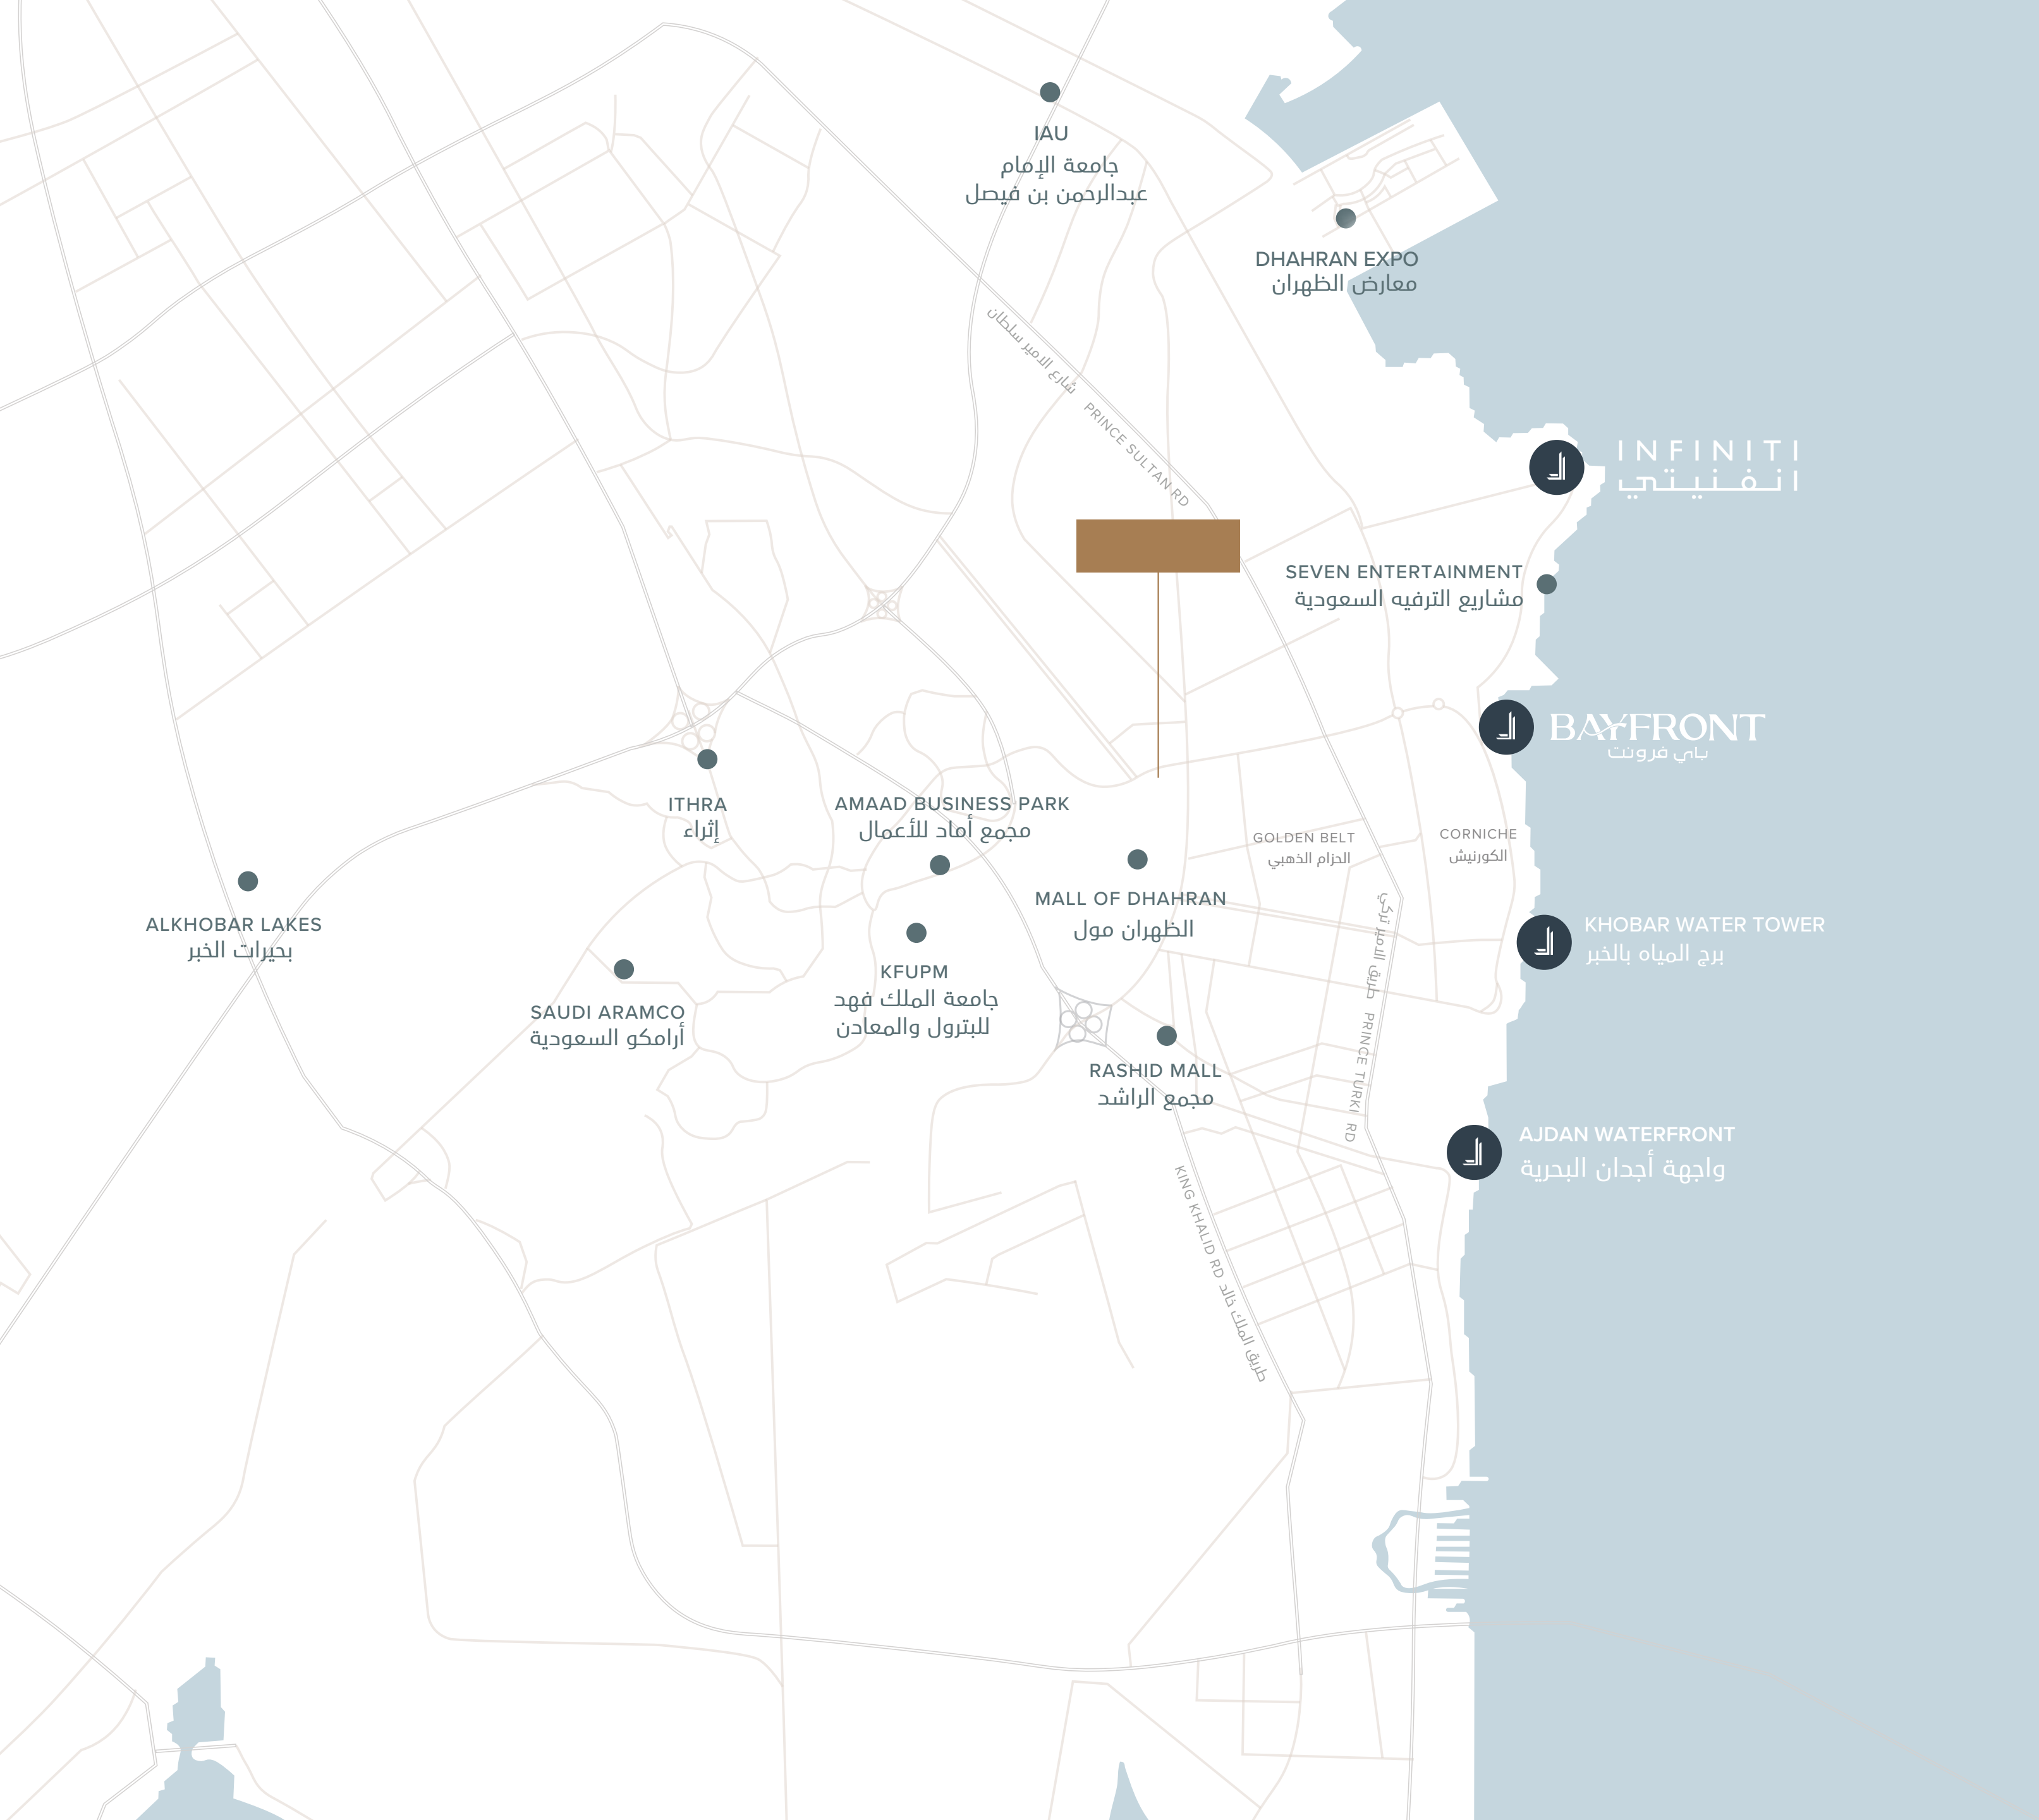 IAU
جامعة الإمام
عبدالرحمن بن فيصل
DHAHRAN EXPO
معارض الظهران
شارع الامير سلطان
PRINCE SULTAN RD
INFINITI
انفنيتي
SEVEN ENTERTAINMENT
مشاريع الترفيه السعودية
BAYFRONT
باي فرونت
ITHRA
إثراء
AMAAD BUSINESS PARK
مجمع أماد للأعمال
GOLDEN BELT
الحزام الذهبي
CORNICHE
الكورنيش
MALL OF DHAHRAN
الظهران مول
ALKHOBAR LAKES
بحيرات الخبر
KHOBAR WATER TOWER
برج المياه بالخبر
طريق الامير تركي
PRINCE TURKI RD
KFUPM
جامعة الملك فهد
للبترول والمعادن
SAUDI ARAMCO
أرامكو السعودية
RASHID MALL
مجمع الراشد
AJDAN WATERFRONT
واجهة أجدان البحرية
KING KHALID RD
طريق الملك خالد